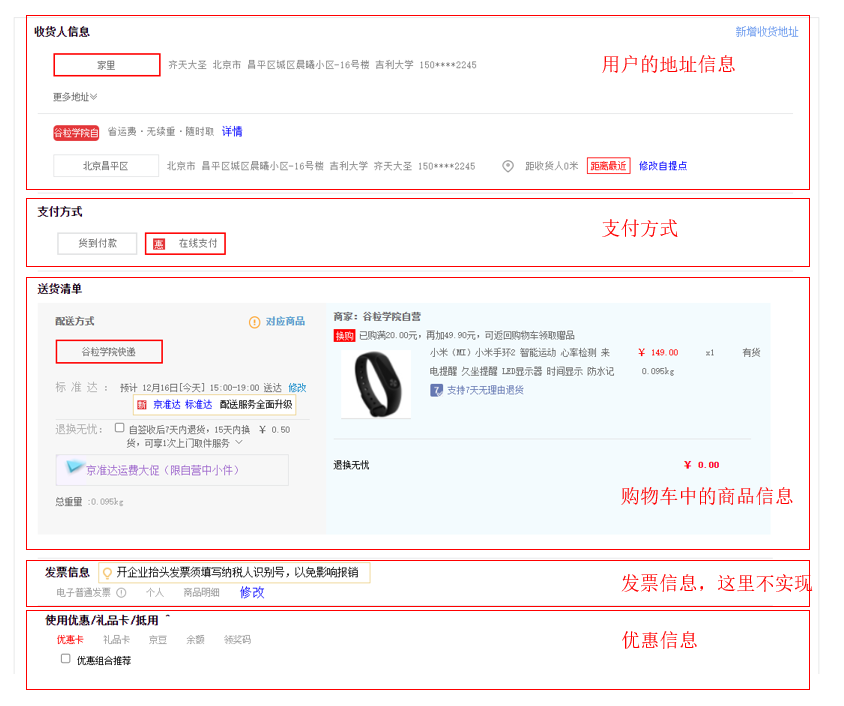 收货人信息 新增收货地址
家里 齐天大圣 北京市 昌平区城区晨曦小区-16号楼 吉利大学 150****2245
用户的地址信息
更多地址
谷粒学院自 省运费·无续重·随时取 详情
北京昌平区 北京市 昌平区城区晨曦小区-16号楼 吉利大学 齐天大圣 150****2245 距收货人0米 距离最近 修改自提点
支付方式
支付方式
货到付款 惠 在线支付
送货清单
配送方式 对应商品
谷粒学院快递
标 准 达 : 预计 12月16日[今天] 15:00-19:00 送达 修改
新 京准达 标准达 配送服务全面升级
退换无忧: 自签收后7天内退货,15天内换 ¥ 0.50
货,可享1次上门取件服务
京准达运费大促(限自营中小件)
总重量 :0.095kg
商家: 谷粒学院自营
换购 已购满20.00元,再加49.90元,可返回购物车领取赠品
小米(MI)小米手环2 智能运动 心率检测 来 ¥ 149.00 x1 有货
电提醒 久坐提醒 LED显示器 时间显示 防水记 0.095kg
7 支持7天无理由退货
退换无忧 ¥ 0.00
购物车中的商品信息
发票信息 开企业抬头发票须填写纳税人识别号,以免影响报销
电子普通发票 个人 商品明细 修改
发票信息,这里不实现
使用优惠/礼品卡/抵用 ^
优惠卡 礼品卡 京豆 余额 领奖码
优惠信息
优惠组合推荐